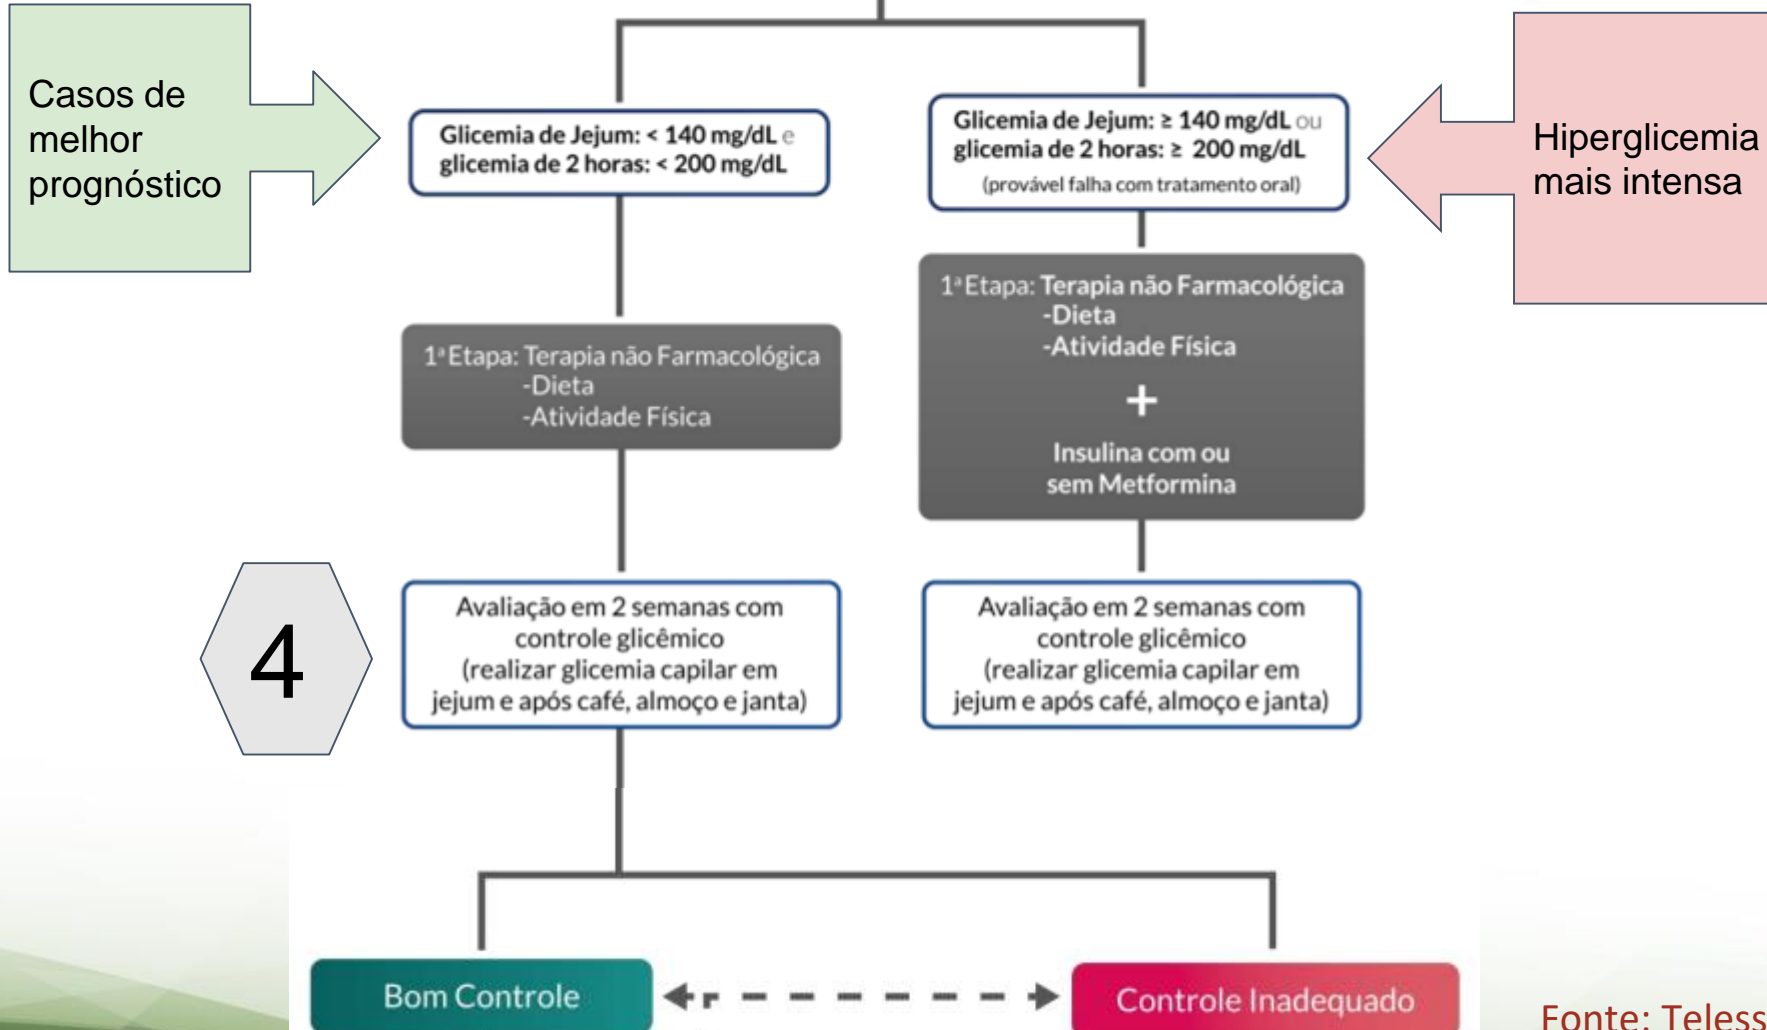 Casos de
melhor
prognóstico
Glicemia de Jejum: < 140 mg/dL e
glicemia de 2 horas: < 200 mg/dL
Glicemia de Jejum: ≥ 140 mg/dL ou
glicemia de 2 horas: ≥ 200 mg/dL
(provável falha com tratamento oral)
Hiperglicemia
mais intensa
1ª Etapa: Terapia não Farmacológica
-Dieta
-Atividade Física
1ª Etapa: Terapia não Farmacológica
-Dieta
-Atividade Física
+
Insulina com ou
sem Metformina
4
Avaliação em 2 semanas com
controle glicêmico
(realizar glicemia capilar em
jejum e após café, almoço e janta)
Avaliação em 2 semanas com
controle glicêmico
(realizar glicemia capilar em
jejum e após café, almoço e janta)
Bom Controle
Controle Inadequado
Fonte: Teless